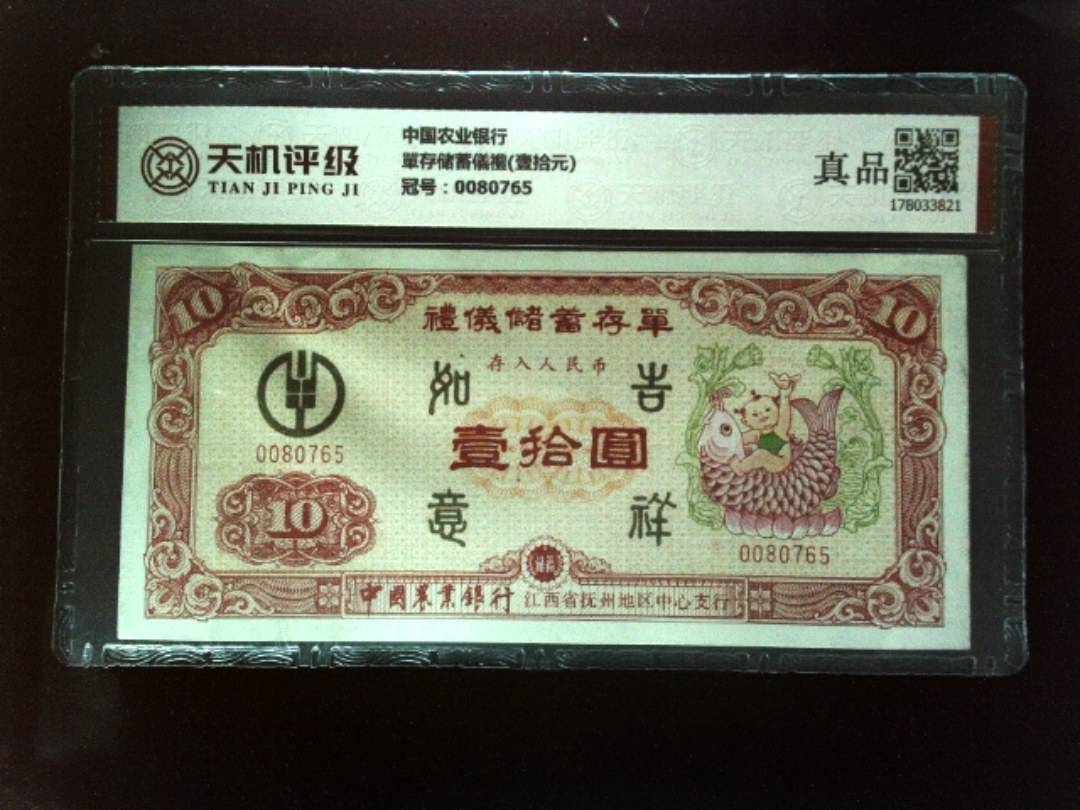 天机评级
TIAN JI PING JI
中国农业银行
單存储蓄儀禮(壹拾元)
冠号：0080765
真品
178033821
10
10
禮儀儲蓄存單
存入人民币
如
吉
壹拾圓
意
祥
0080765
10
0080765
中國農業銀行 江西省抚州地区中心支行